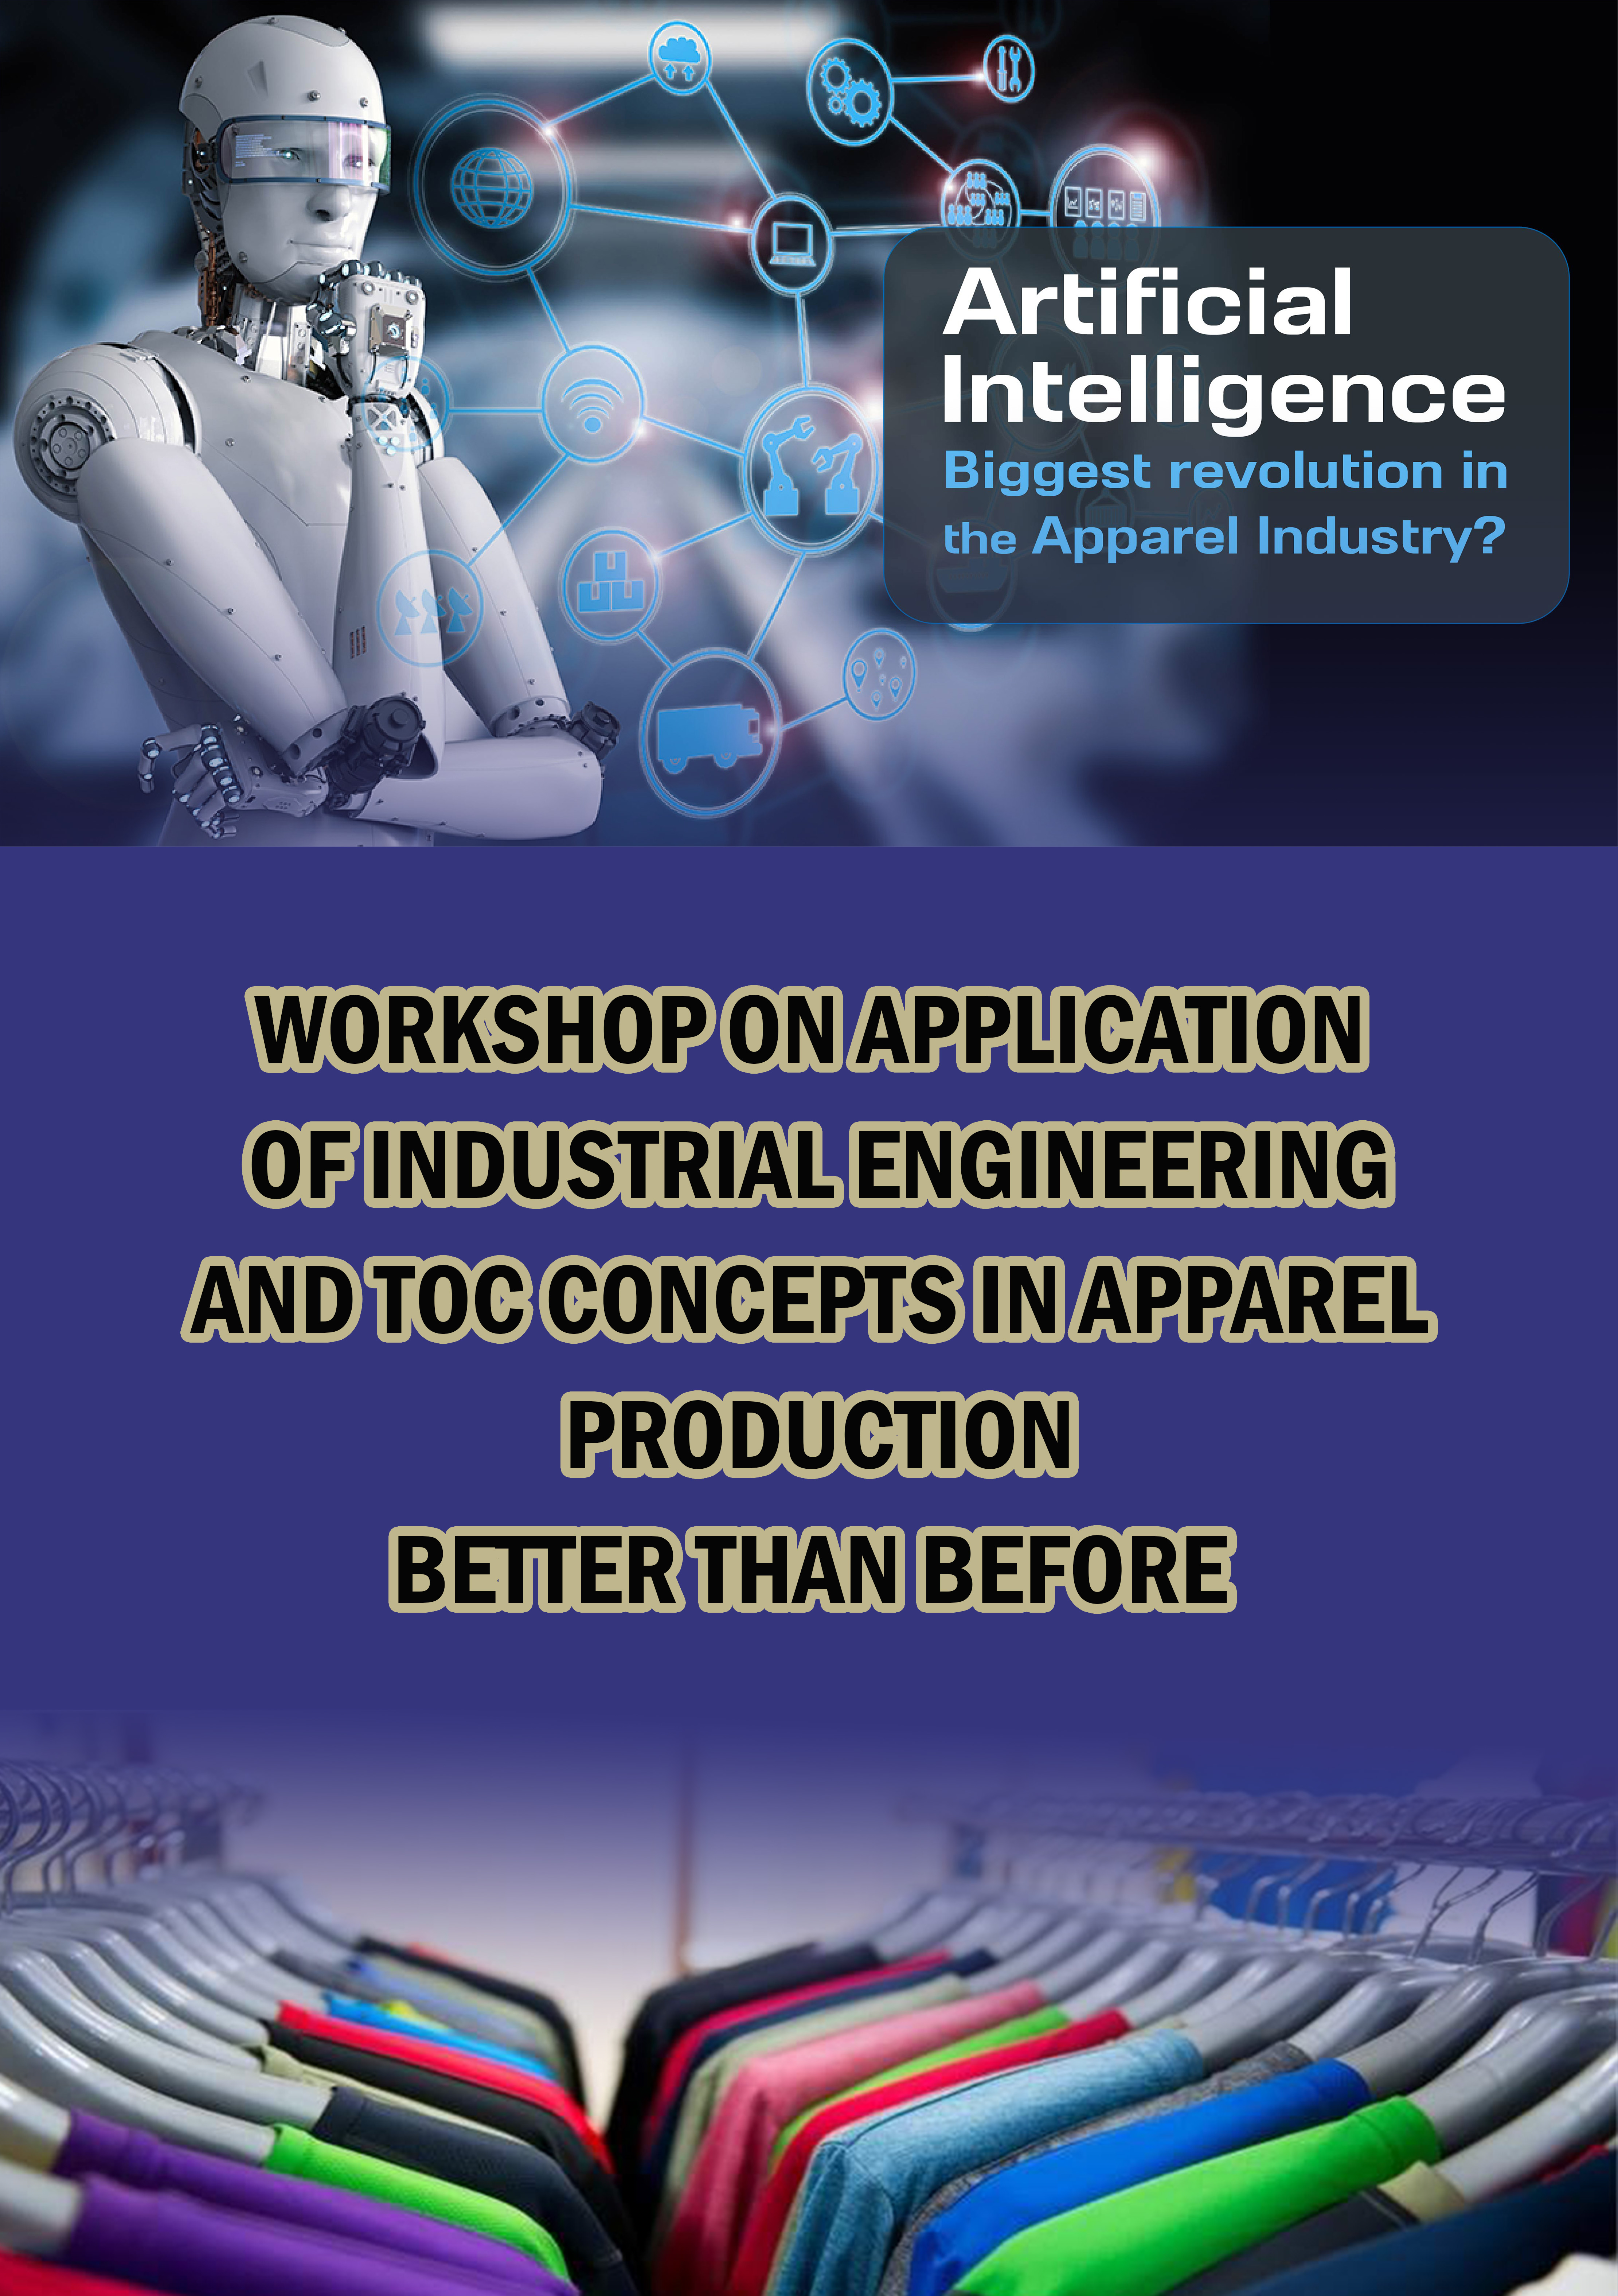 Artificial
Intelligence
Biggest revolution in
the Apparel Industry?
WORKSHOP ON APPLICATION
OF INDUSTRIAL ENGINEERING
AND TOC CONCEPTS IN APPAREL
PRODUCTION
BETTER THAN BEFORE